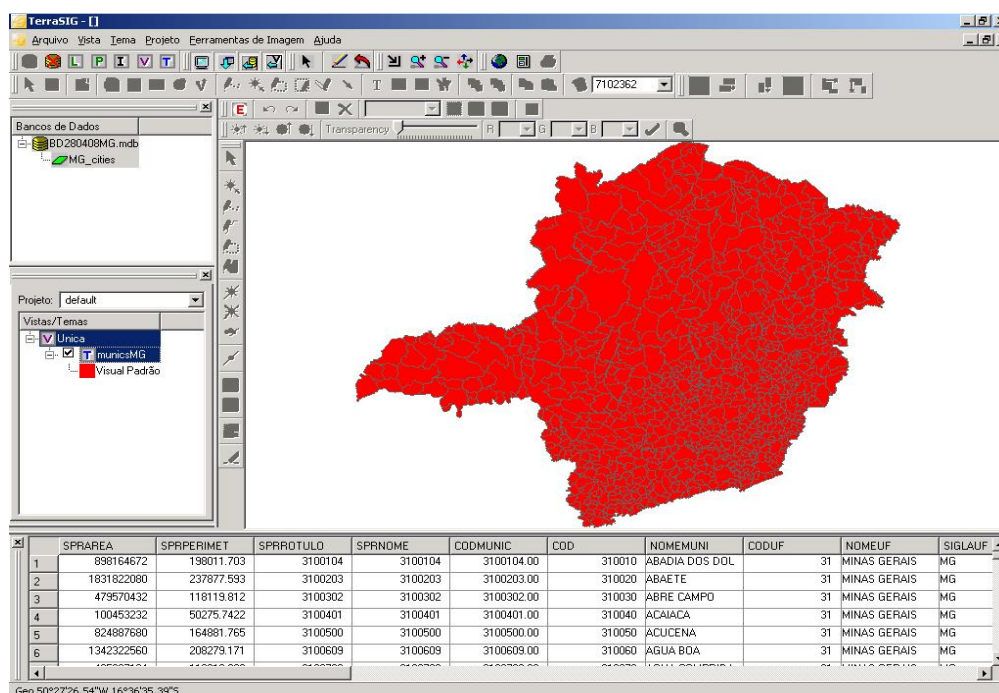 TerraSIG - []
Arquivo Vista Tema Projeto Ferramentas de Imagem Ajuda
L P I V T
T 7102362
E
Transparency R G B
Bancos de Dados
BD280408MG.mdb
MG_cities
Projeto: default
Vistas/Temas
V Unica
T municsMG
Visual Padrão
SPRAREA SPRPERIMET SPRROTULO SPRNOME CODMUNIC COD NOMEMUNI CODUF NOMEUF SIGLAUF
1 898164672 198011.703 3100104 3100104 3100104.00 310010 ABADIA DOS DOL 31 MINAS GERAIS MG
2 1831822080 237877.593 3100203 3100203 3100203.00 310020 ABAETE 31 MINAS GERAIS MG
3 479570432 118119.812 3100302 3100302 3100302.00 310030 ABRE CAMPO 31 MINAS GERAIS MG
4 100453232 50275.7422 3100401 3100401 3100401.00 310040 ACAIACA 31 MINAS GERAIS MG
5 824887680 164881.765 3100500 3100500 3100500.00 310050 ACUCENA 31 MINAS GERAIS MG
6 1342322560 208279.171 3100609 3100609 3100609.00 310060 AGUA BOA 31 MINAS GERAIS MG
Geo 50°27'26.54"W 16°36'35.39"S